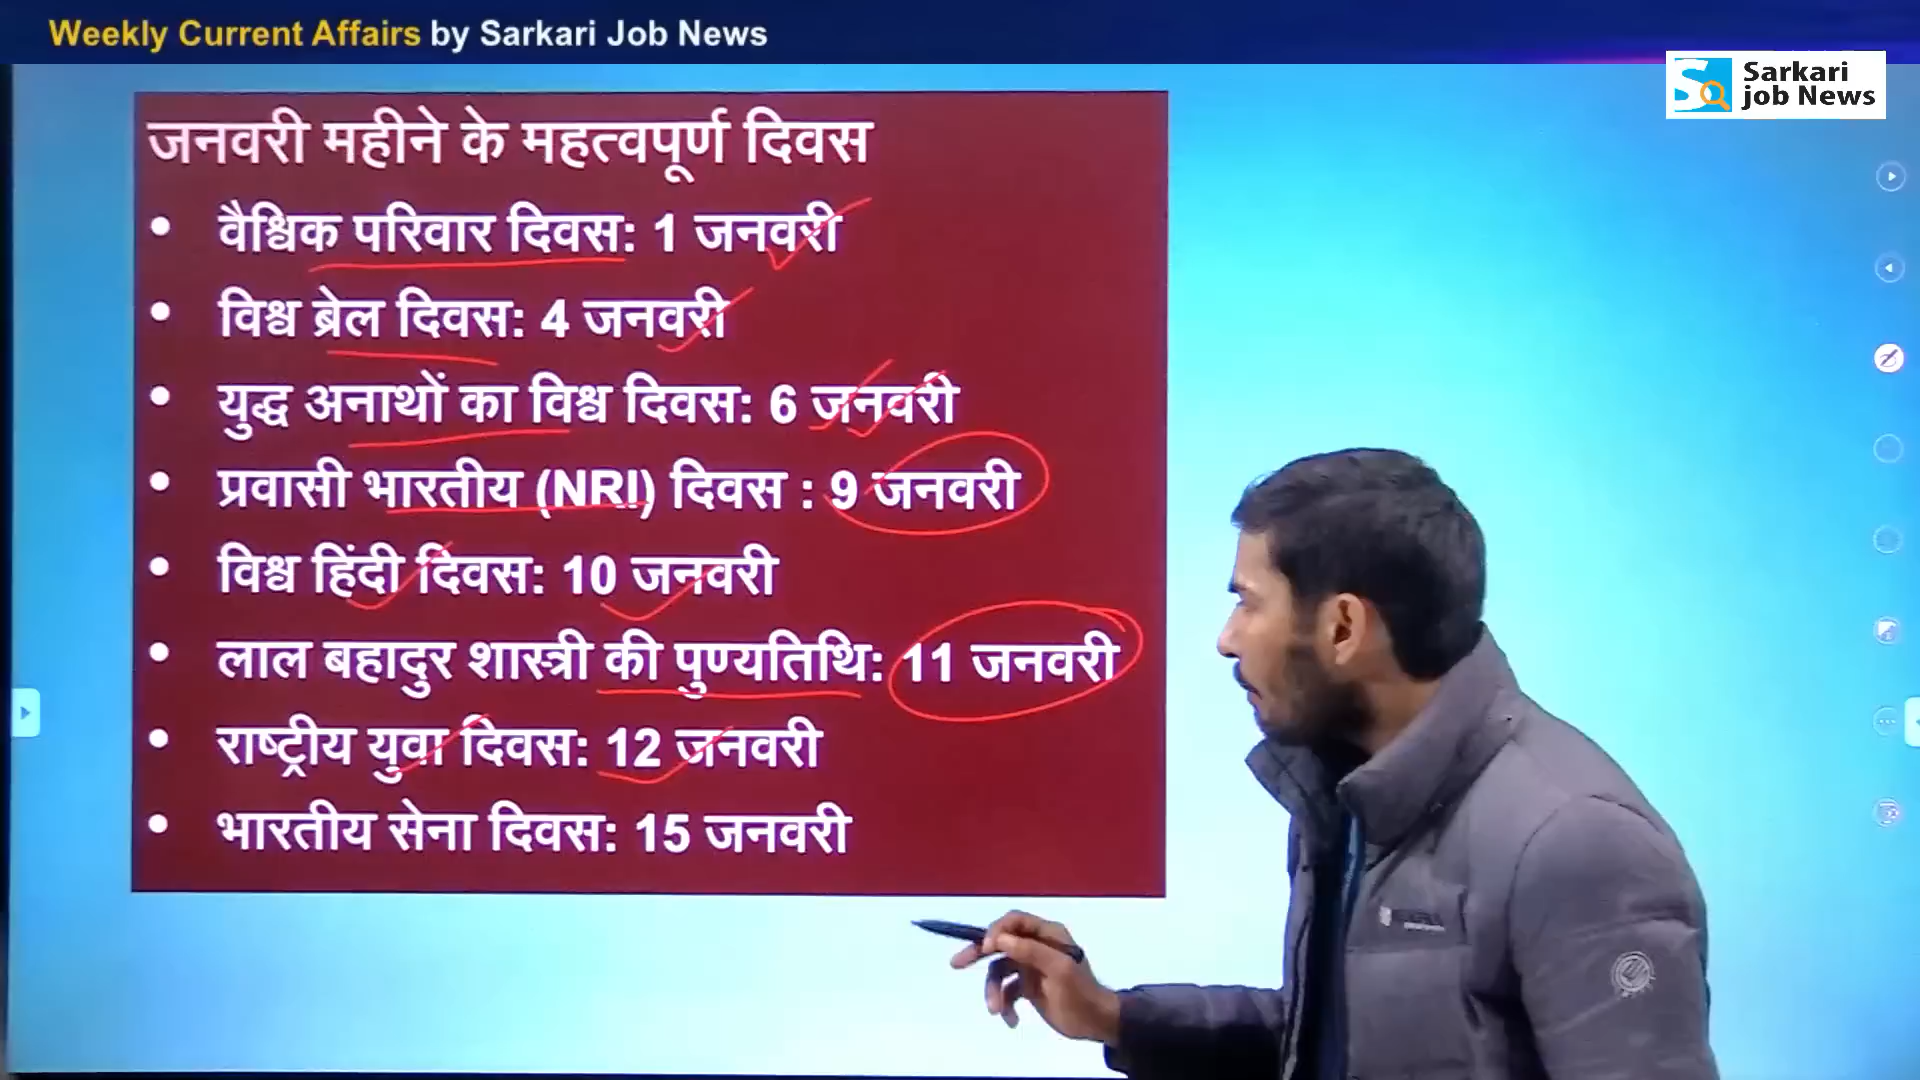 Weekly Current Affairs by Sarkari Job News
Sarkari
job News
जनवरी महीने के महत्वपूर्ण दिवस
• वैश्विक परिवार दिवस: 1 जनवरी
• विश्व ब्रेल दिवस: 4 जनवरी
• युद्ध अनाथों का विश्व दिवस: 6 जनवरी
• प्रवासी भारतीय (NRI) दिवस : 9 जनवरी
• विश्व हिंदी दिवस: 10 जनवरी
• लाल बहादुर शास्त्री की पुण्यतिथि: 11 जनवरी
• राष्ट्रीय युवा दिवस: 12 जनवरी
• भारतीय सेना दिवस: 15 जनवरी